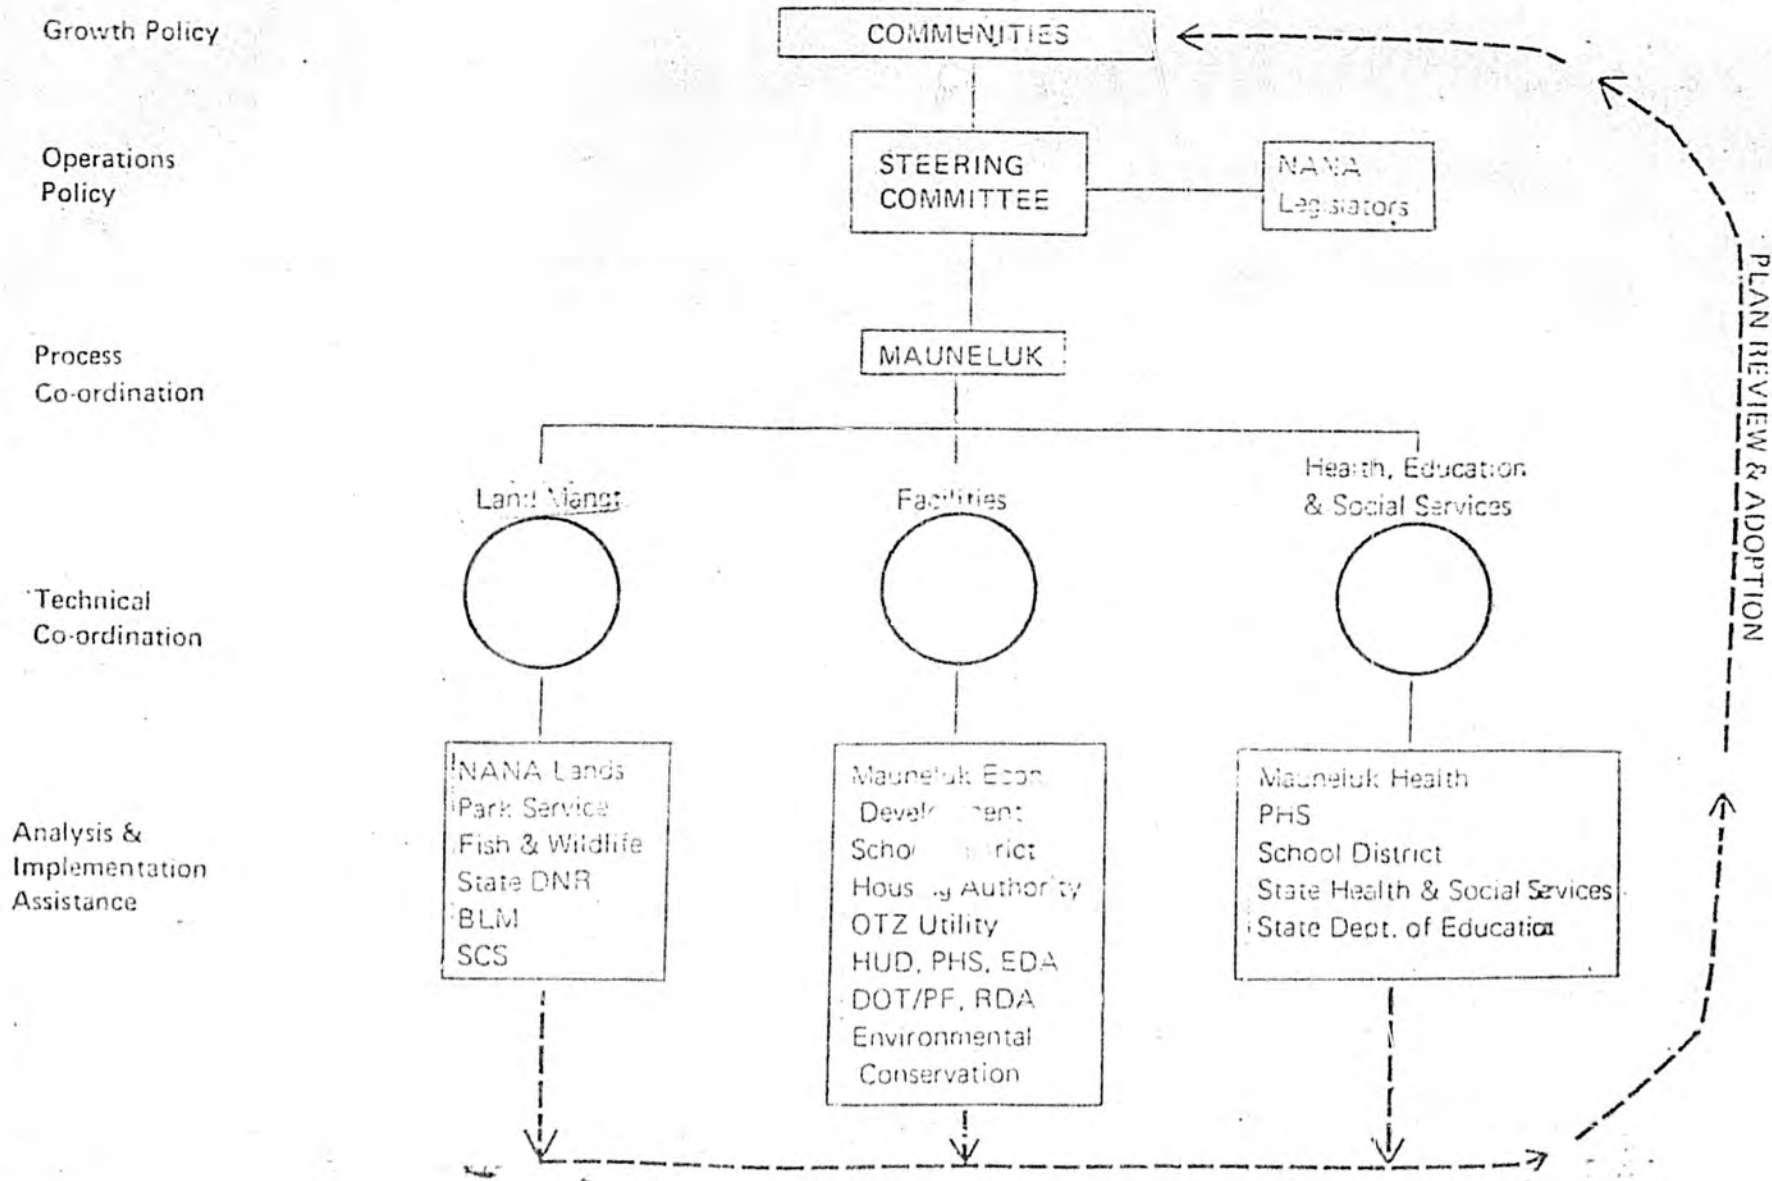 Growth Policy
COMMUNITIES
Operations
Policy
STEERING
COMMITTEE
NANA
Legislators
Process
Co-ordination
MAUNELUK
PLAN REVIEW & ADOPTION
Land Mangt
Facilities
Health, Education
& Social Services
Technical
Co-ordination
Analysis &
Implementation
Assistance
NANA Lands
Park Service
Fish & Wildlife
State DNR
BLM
SCS
Mauneluk Econ.
Development
School District
Housing Authority
OTZ Utility
HUD, PHS, EDA
DOT/PF, RDA
Environmental
Conservation
Mauneluk Health
PHS
School District
State Health & Social Services
State Dept. of Education